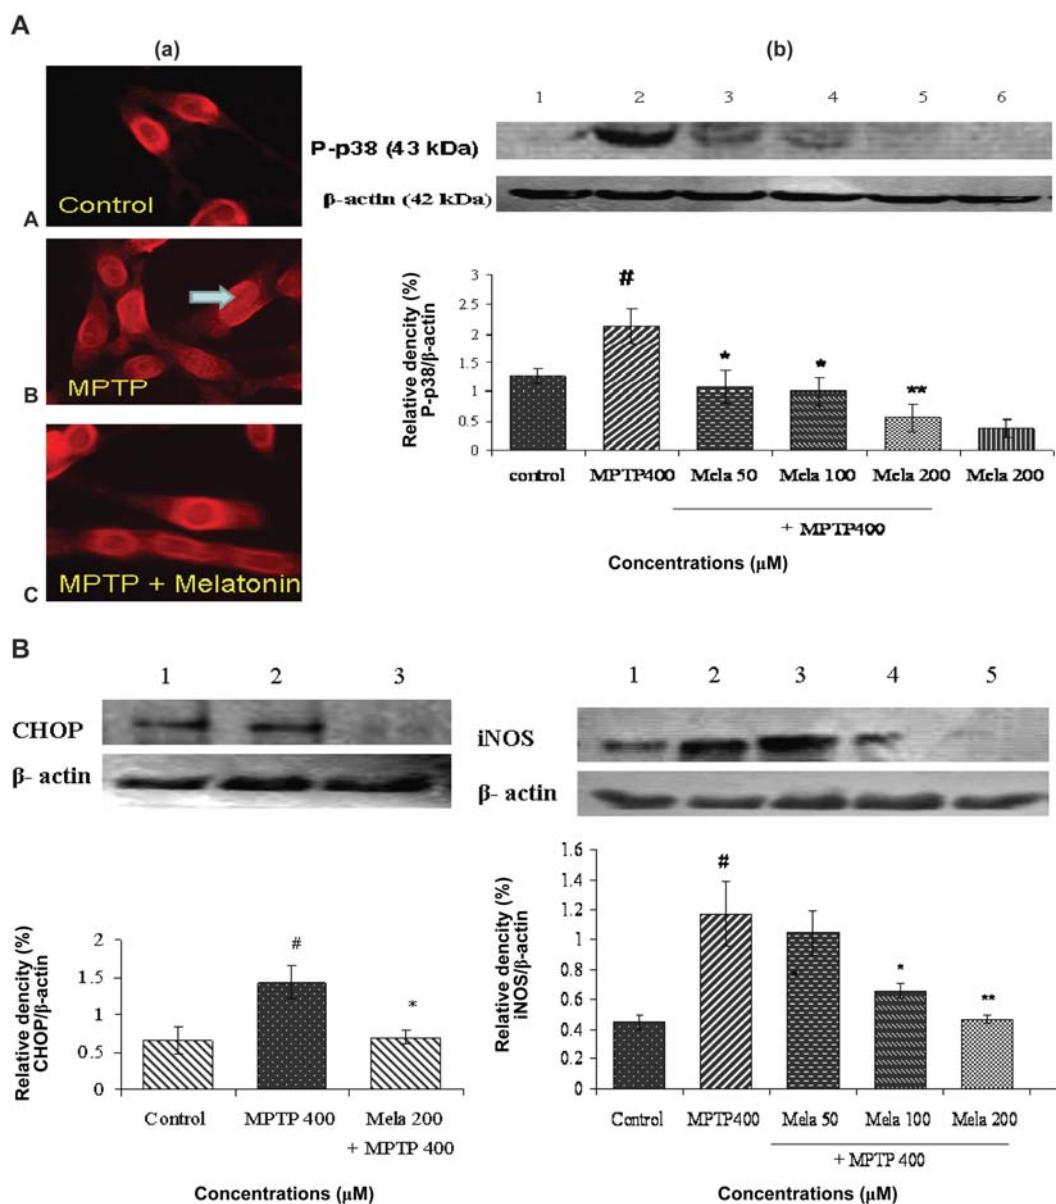 A
(a)
(b)
Control
A
MPTP
B
MPTP + Melatonin
C
1 2 3 4 5 6
P-p38 (43 kDa)
β-actin (42 kDa)
Relative dencity (%)
P-p38/β-actin
3
2.5
2
1.5
1
0.5
0
#
*
*
**
control MPTP400 Mela 50 Mela 100 Mela 200 Mela 200
+ MPTP400
Concentrations (µM)
B
1 2 3
CHOP
β- actin
Relative dencity (%)
CHOP/β-actin
2
1.5
1
0.5
0
#
*
Control MPTP 400 Mela 200
+ MPTP 400
Concentrations (µM)
1 2 3 4 5
iNOS
β- actin
Relative dencity (%)
iNOS/β-actin
1.6
1.4
1.2
1
0.8
0.6
0.4
0.2
0
#
*
**
Control MPTP400 Mela 50 Mela 100 Mela 200
+ MPTP 400
Concentrations (µM)